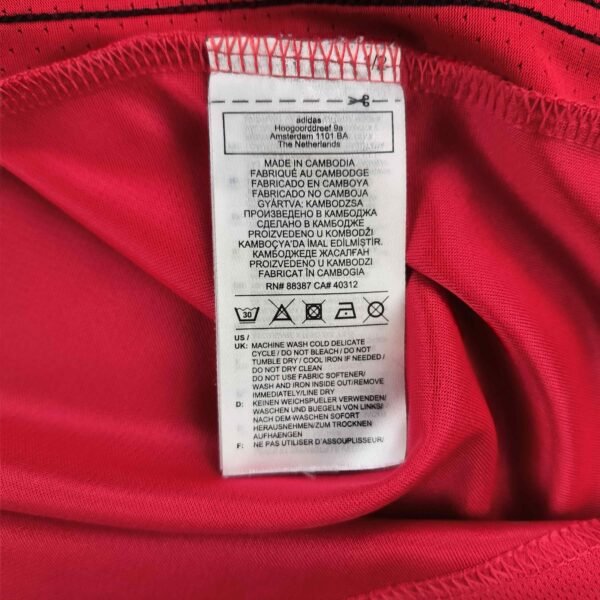 1/2
adidas
Hoogoorddreef 9a
Amsterdam 1101 BA
The Netherlands
MADE IN CAMBODIA
FABRIQUÉ AU CAMBODGE
FABRICADO EN CAMBOYA
FABRICADO NO CAMBOJA
GYÁRTVA: KAMBODZSA
ПРОИЗВЕДЕНО В КАМБОДЖА
СДЕЛАНО В КАМБОДЖЕ
PROIZVEDENO U KOMBODŽI
KAMBOÇYA'DA İMAL EDİLMİŞTİR.
КАМБОДЖЕДЕ ЖАСАЛҒАН
PROIZVEDENO U KAMBODZI
FABRICAT ÎN CAMBOGIA
RN# 88387 CA# 40312
30
US /
UK: MACHINE WASH COLD DELICATE
CYCLE / DO NOT BLEACH / DO NOT
TUMBLE DRY / COOL IRON IF NEEDED /
DO NOT DRY CLEAN
DO NOT USE FABRIC SOFTENER/
WASH AND IRON INSIDE OUT/REMOVE
IMMEDIATELY/LINE DRY
D: KEINEN WEICHSPUELER VERWENDEN/
WASCHEN UND BUEGELN VON LINKS/
NACH DEM WASCHEN SOFORT
HERAUSNEHMEN/ZUM TROCKNEN
AUFHAENGEN
F: NE PAS UTILISER D'ASSOUPLISSEUR/